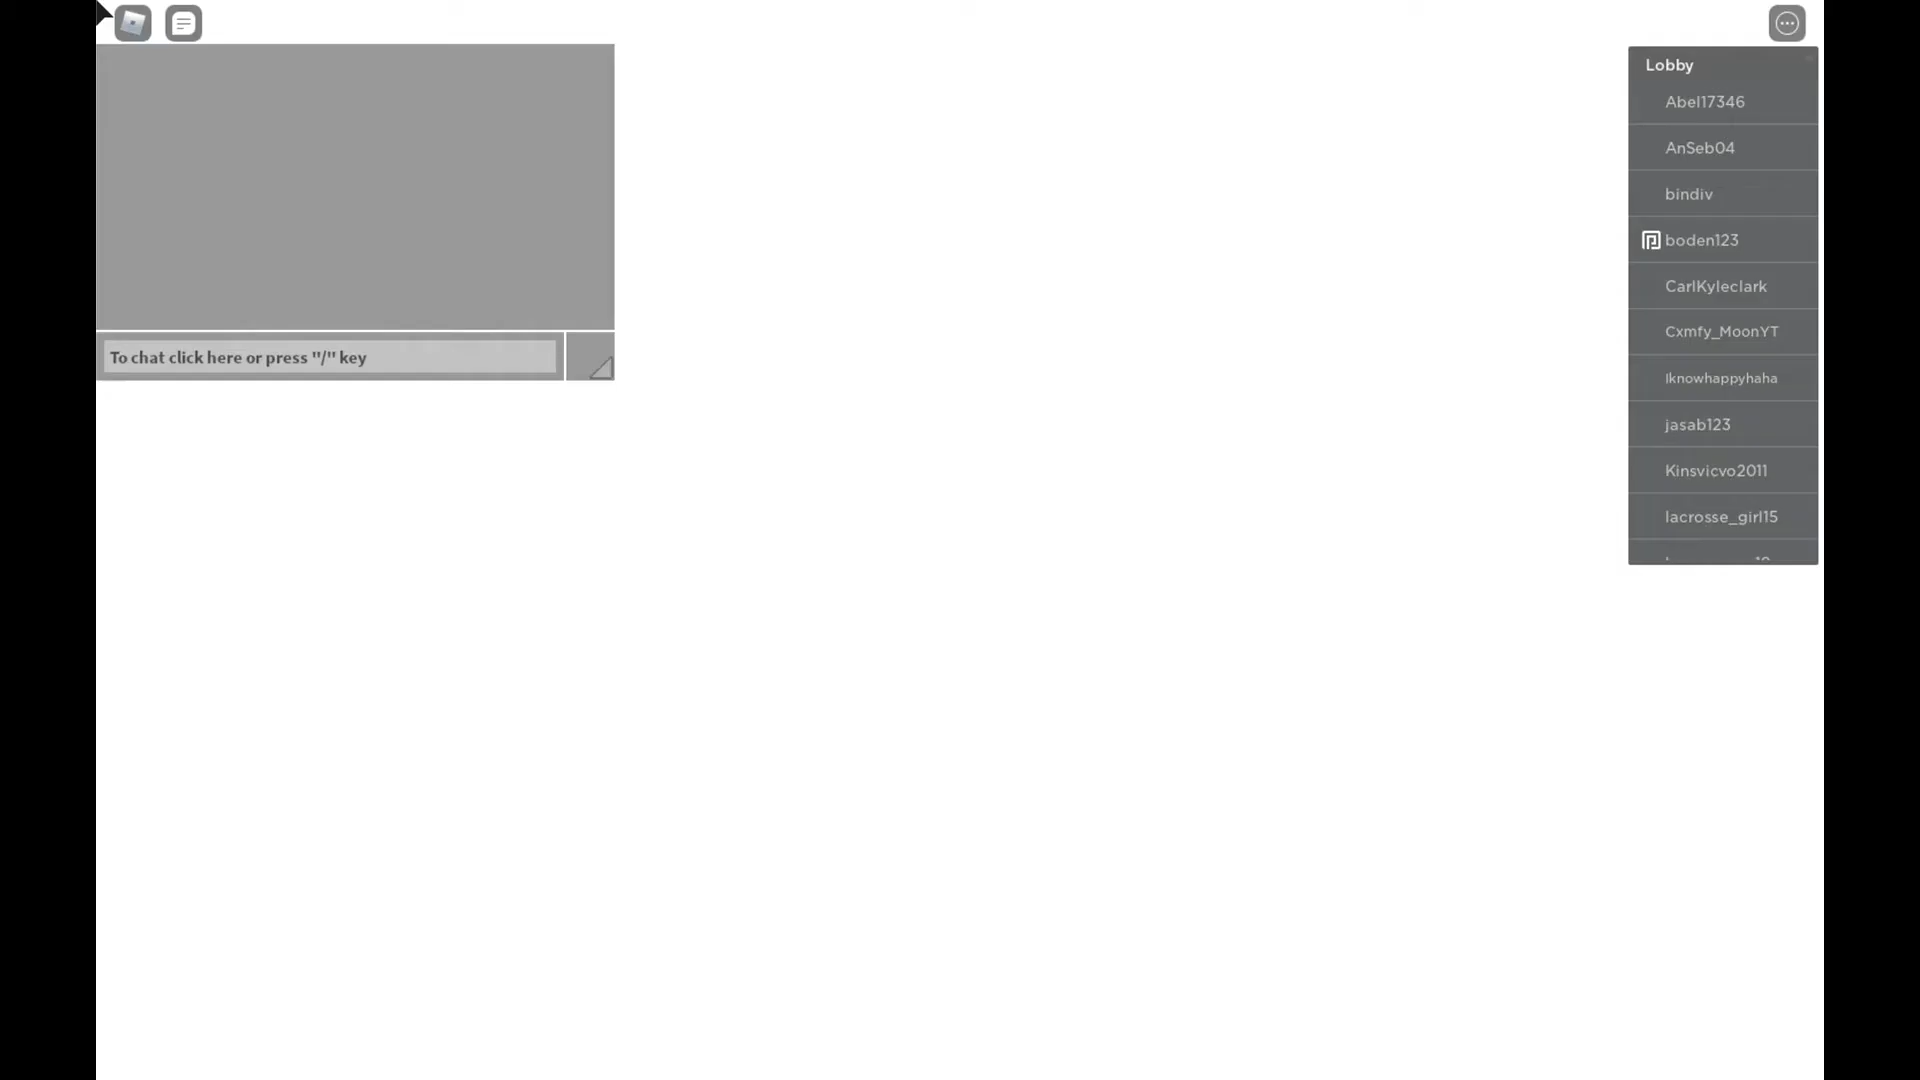 Lobby
Abel17346
AnSeb04
bindiv
boden123
CarlKyleclark
Cxmfy_MoonYT
Iknowhappyhaha
jasab123
Kinsvicvo2011
lacrosse_girl15
To chat click here or press "/" key